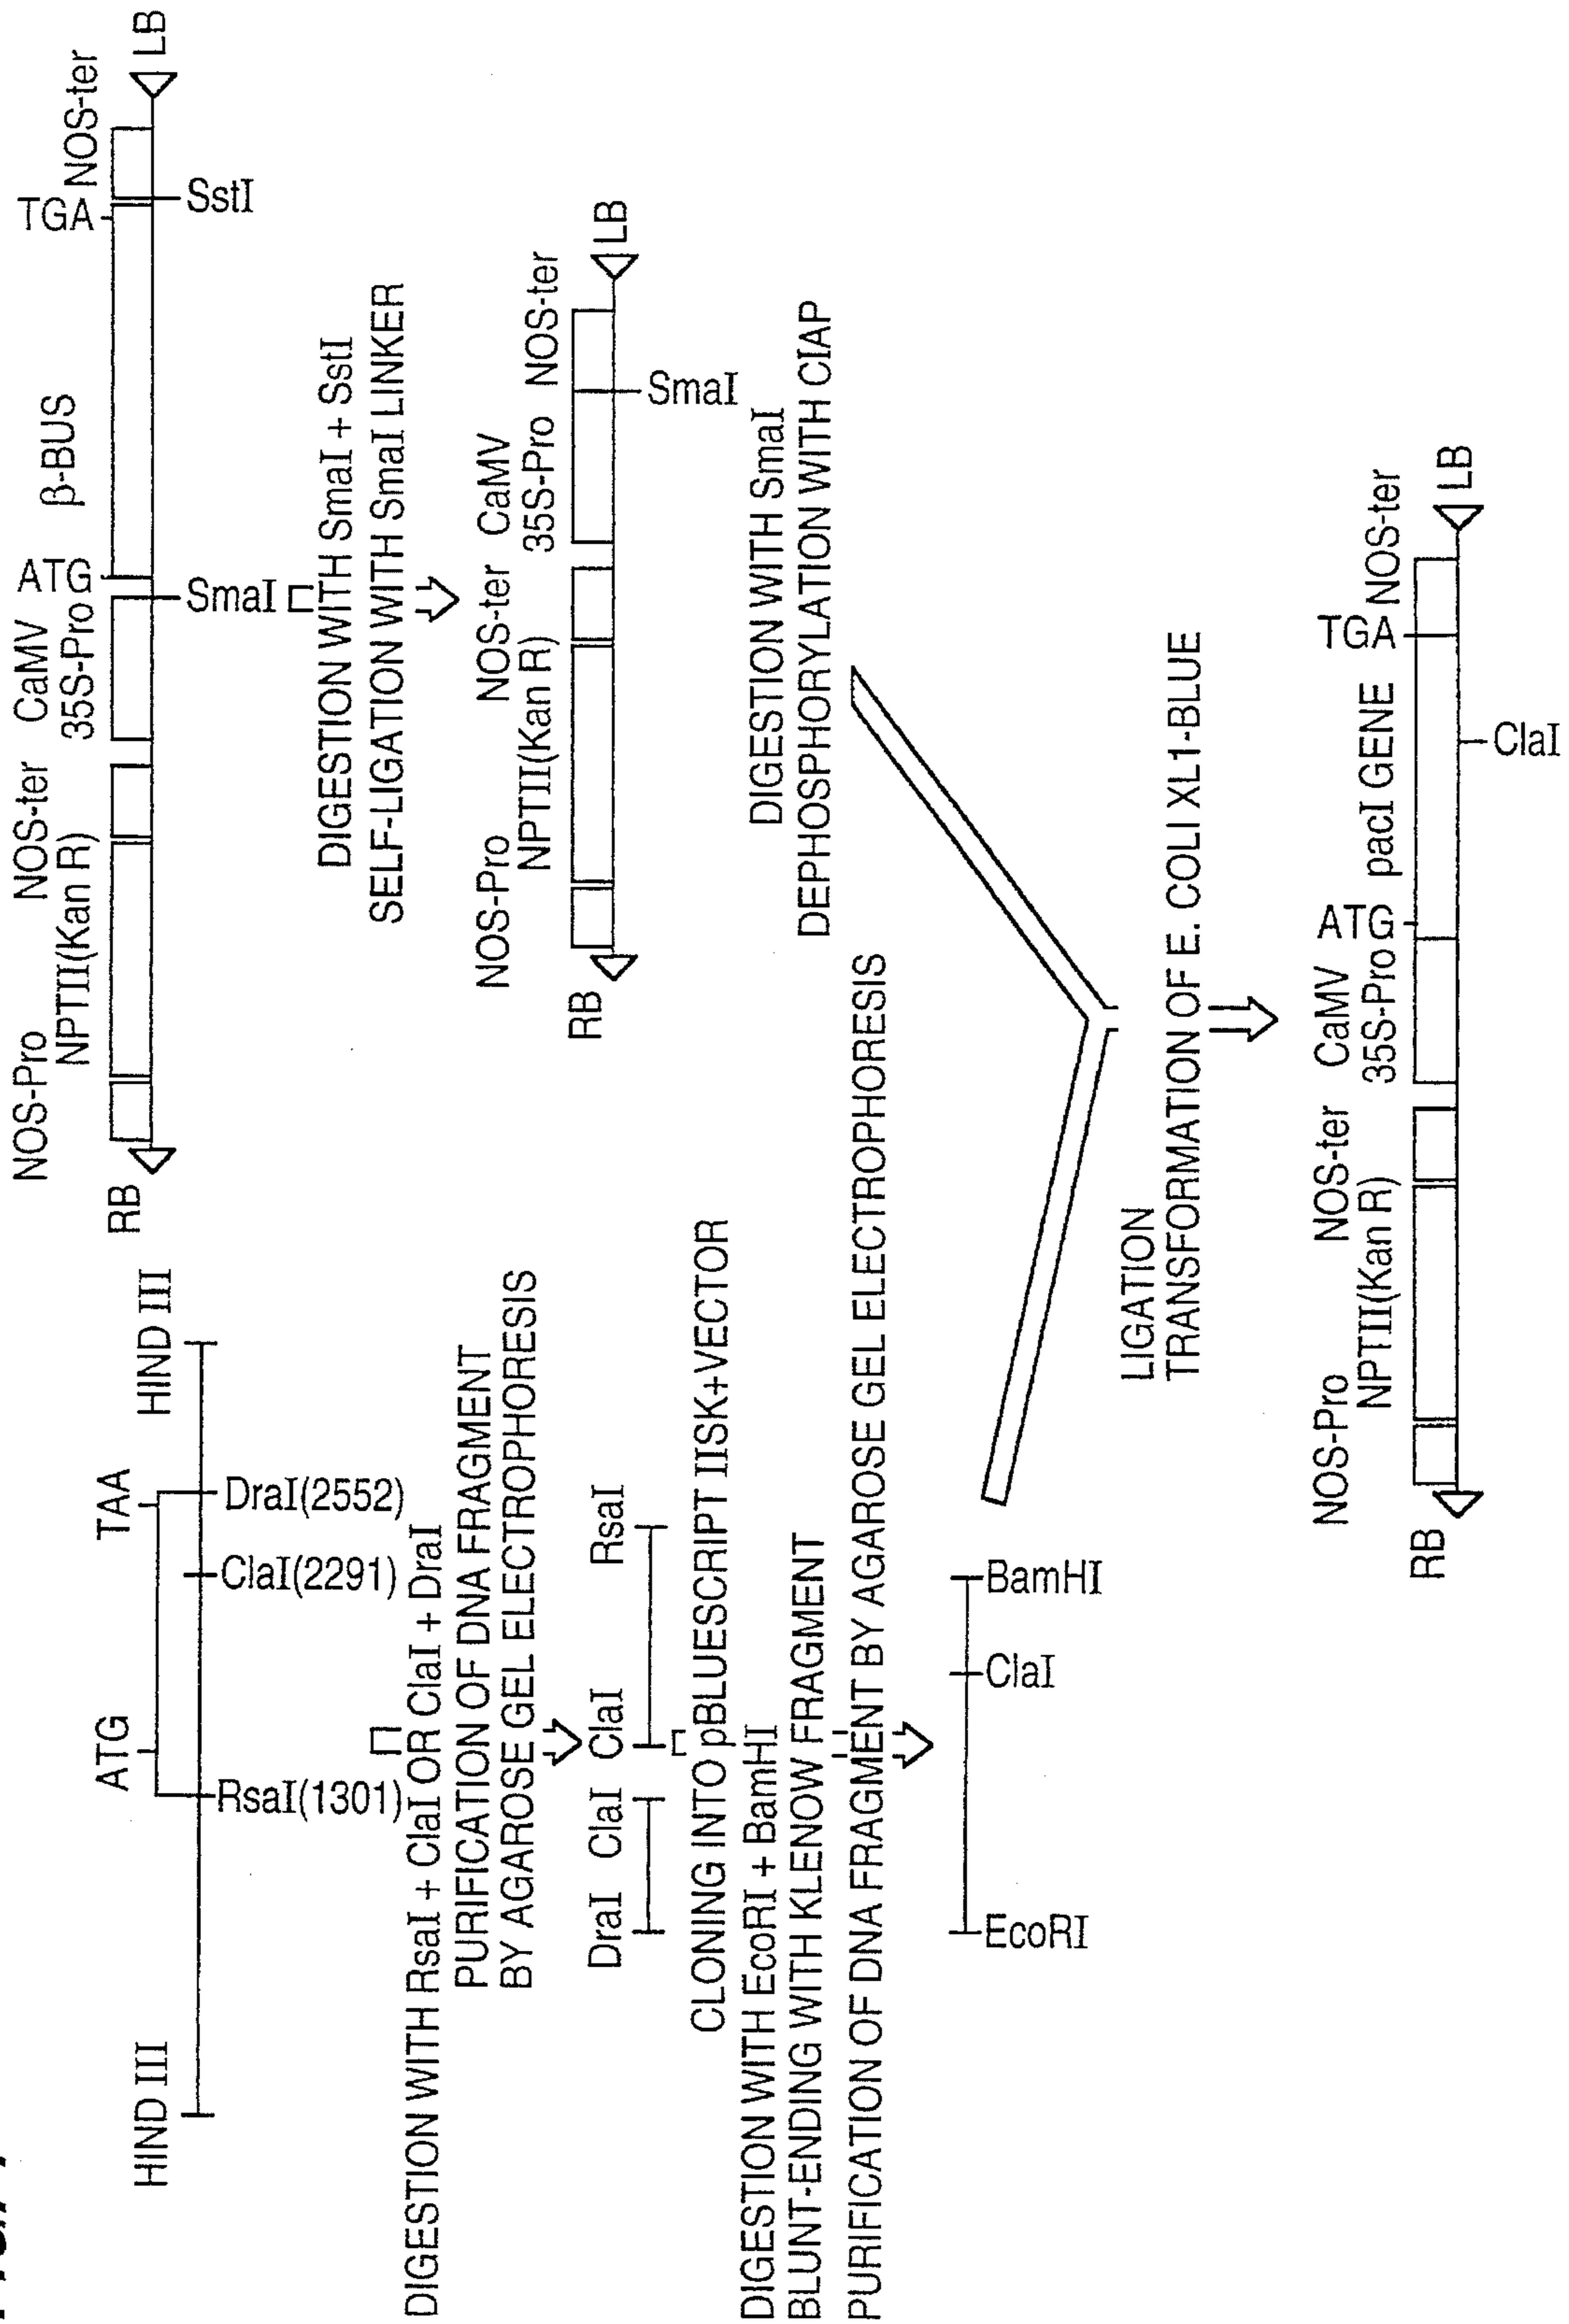 HIND III
ATG
TAA
HIND III
RsaI(1301)
ClaI(2291)
DraI(2552)
DIGESTION WITH RsaI + ClaI OR ClaI + DraI
PURIFICATION OF DNA FRAGMENT
BY AGAROSE GEL ELECTROPHORESIS
DraI ClaI
ClaI RsaI
CLONING INTO pBLUESCRIPT IISK+VECTOR
DIGESTION WITH EcoRI + BamHI
BLUNT-ENDING WITH KLENOW FRAGMENT
PURIFICATION OF DNA FRAGMENT BY AGAROSE GEL ELECTROPHORESIS
EcoRI
ClaI
BamHI
NOS-Pro NOS-ter CaMV β-BUS NOS-ter
NPTII(Kan R) 35S-Pro ATG TGA
RB
LB
SmaI
SstI
DIGESTION WITH SmaI + SstI
SELF-LIGATION WITH SmaI LINKER
NOS-Pro NOS-ter CaMV
NPTII(Kan R) 35S-Pro NOS-ter
RB
LB
SmaI
DIGESTION WITH SmaI
DEPHOSPHORYLATION WITH CIAP
LIGATION
TRANSFORMATION OF E. COLI XL1-BLUE
NOS-Pro NOS-ter CaMV ATG TGA
NPTII(Kan R) 35S-Pro pacI GENE NOS-ter
RB
LB
ClaI